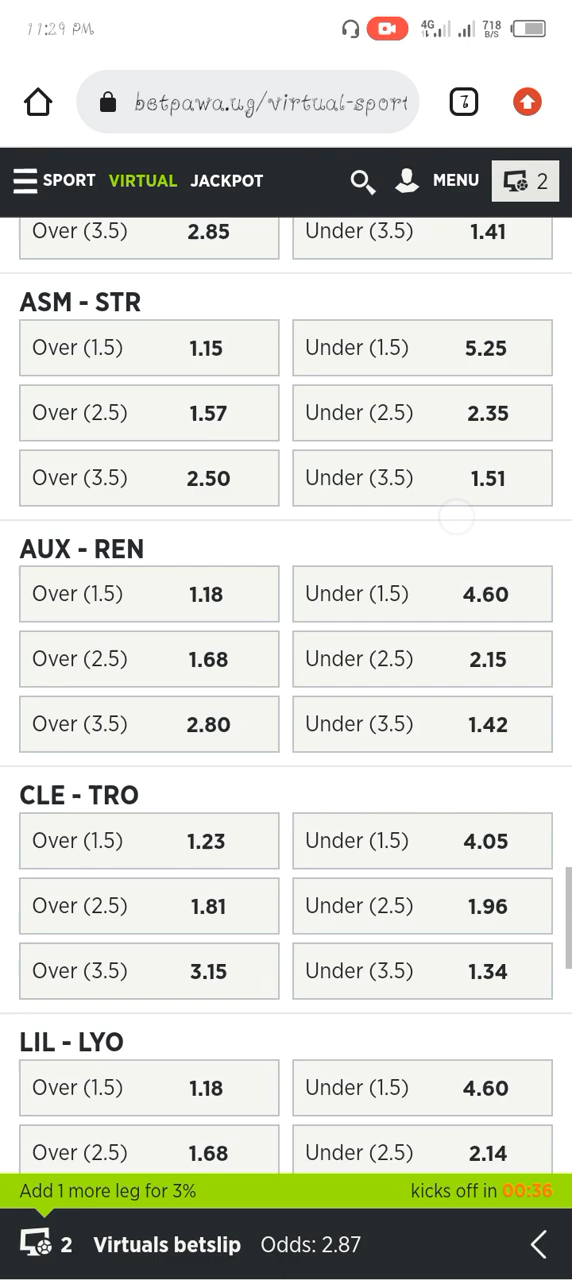 11:29 PM 4G 718 B/S
betpawa.ug/virtual-sport 7
SPORT VIRTUAL JACKPOT MENU 2
Over (3.5) 2.85 Under (3.5) 1.41
ASM - STR
Over (1.5) 1.15 Under (1.5) 5.25
Over (2.5) 1.57 Under (2.5) 2.35
Over (3.5) 2.50 Under (3.5) 1.51
AUX - REN
Over (1.5) 1.18 Under (1.5) 4.60
Over (2.5) 1.68 Under (2.5) 2.15
Over (3.5) 2.80 Under (3.5) 1.42
CLE - TRO
Over (1.5) 1.23 Under (1.5) 4.05
Over (2.5) 1.81 Under (2.5) 1.96
Over (3.5) 3.15 Under (3.5) 1.34
LIL - LYO
Over (1.5) 1.18 Under (1.5) 4.60
Over (2.5) 1.68 Under (2.5) 2.14
Add 1 more leg for 3% kicks off in 00:36
2 Virtuals betslip Odds: 2.87